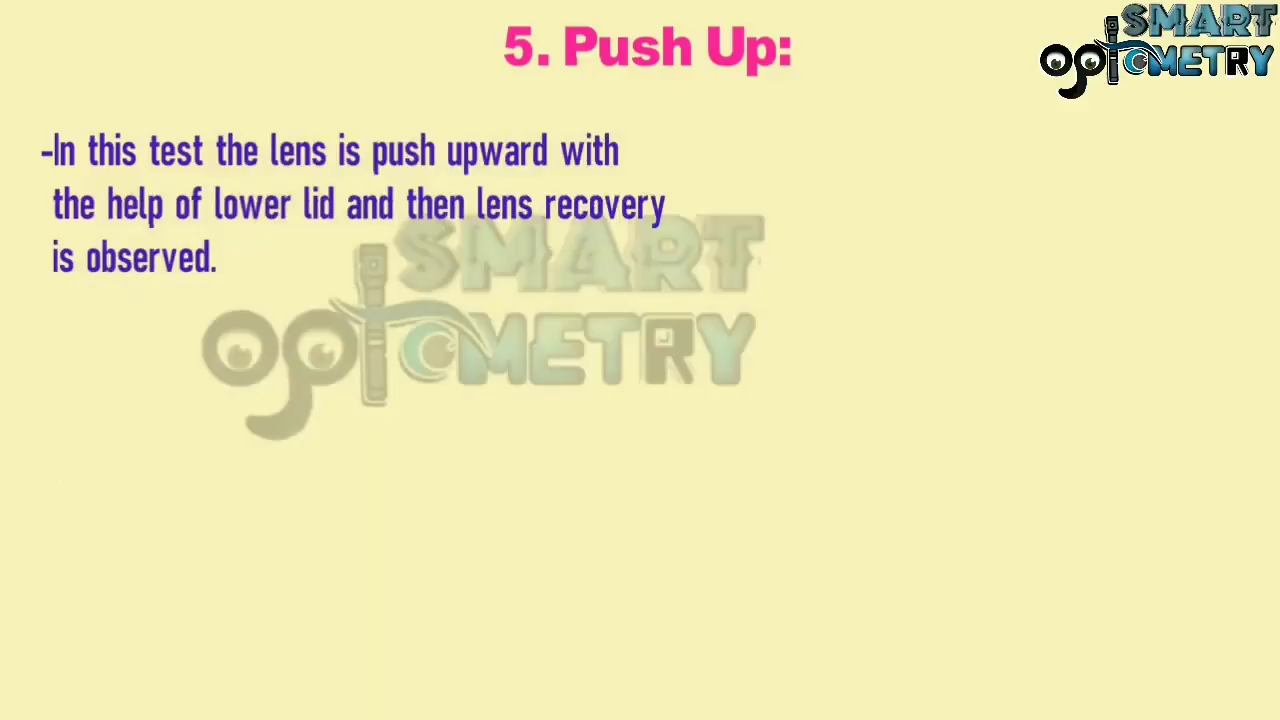 5. Push Up:
SMART
optOMETRY
-In this test the lens is push upward with
the help of lower lid and then lens recovery
is observed.
SMART
optOMETRY